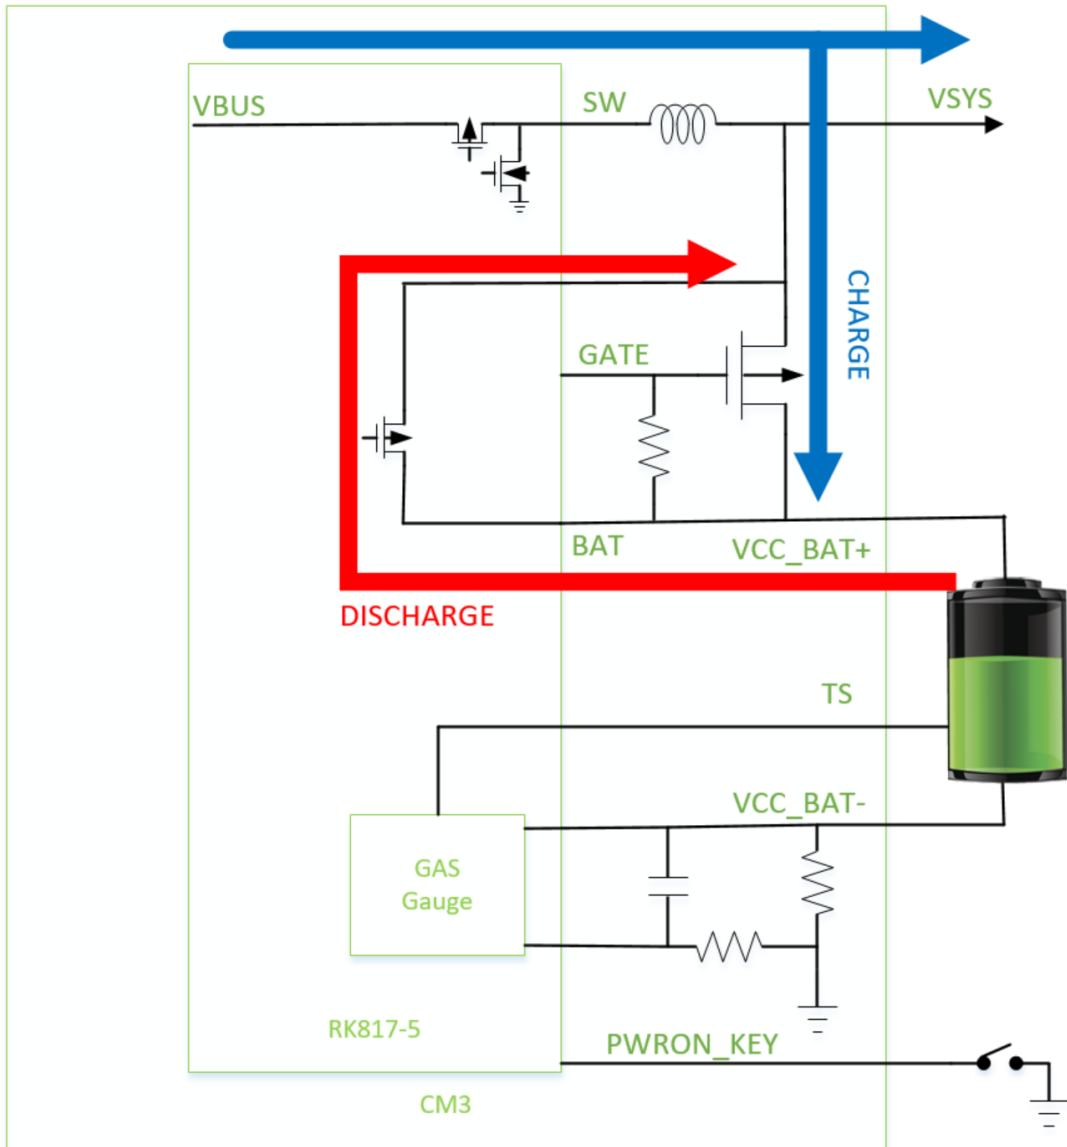 VBUS
SW
VSYS
CHARGE
GATE
BAT
VCC_BAT+
DISCHARGE
TS
VCC_BAT-
GAS
Gauge
RK817-5
PWRON_KEY
CM3